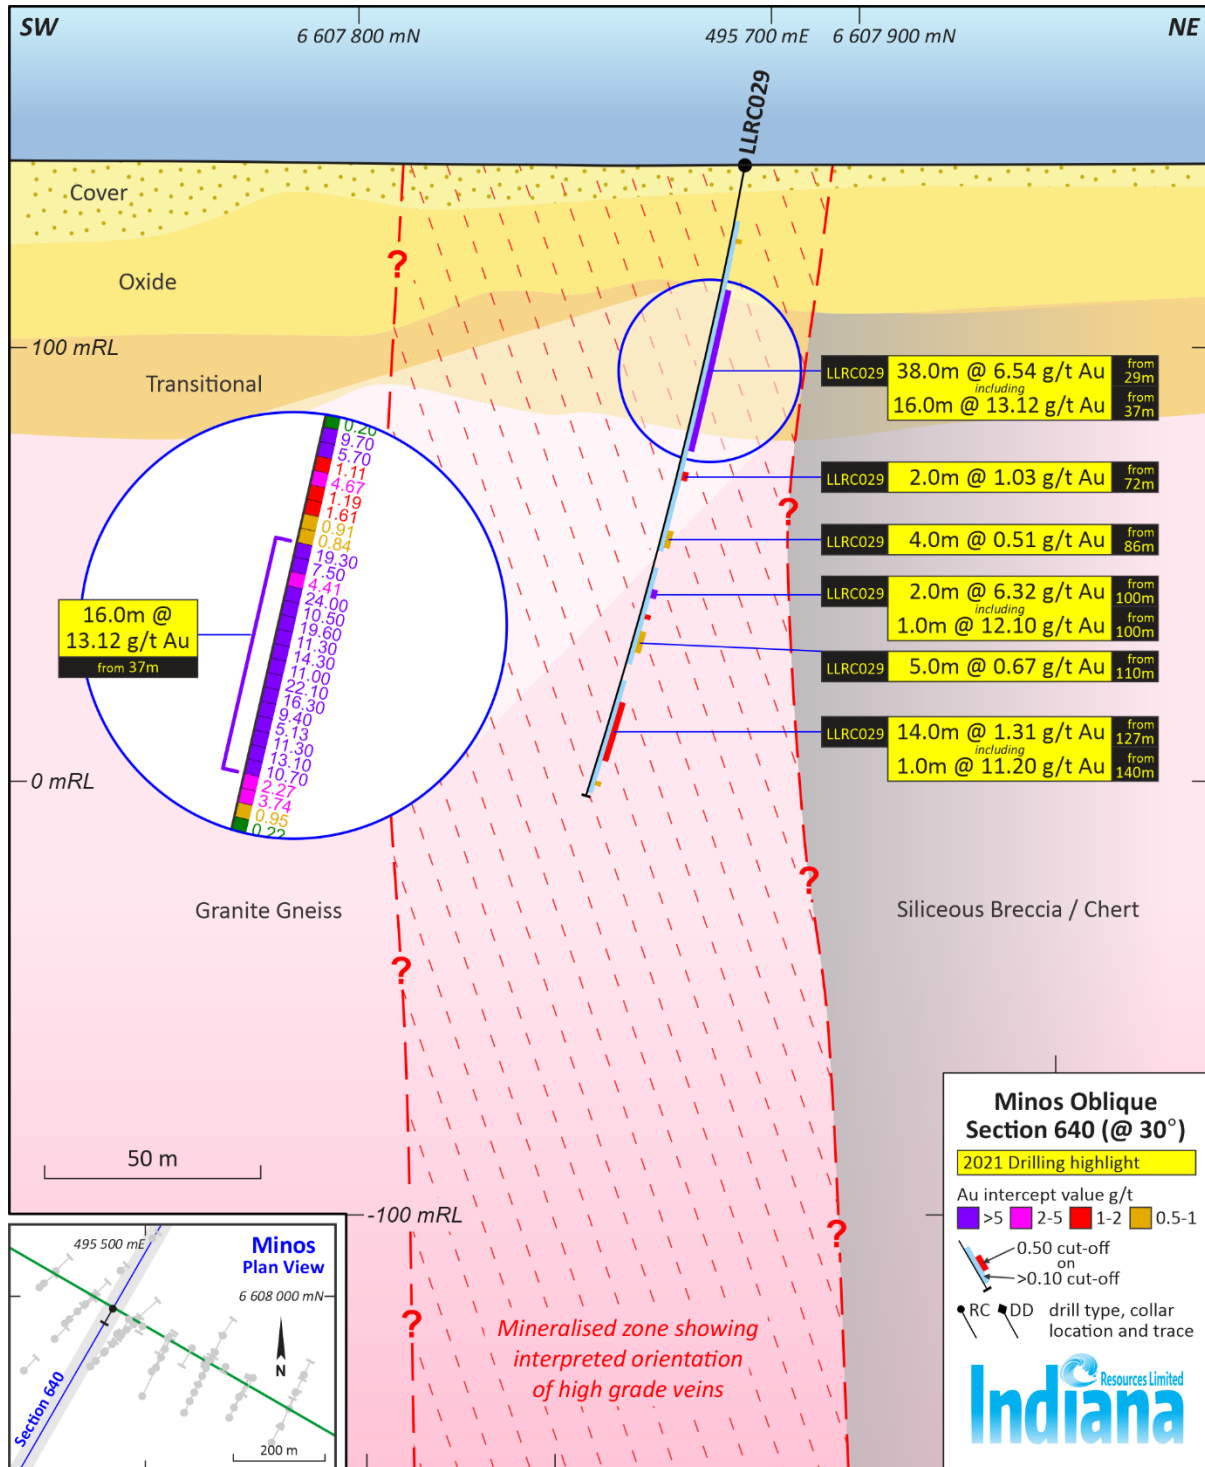 SW
6 607 800 mN
495 700 mE
6 607 900 mN
NE
LLRC029
Cover
Oxide
100 mRL
Transitional
?
?
?
?
?
?
?
LLRC029 38.0m @ 6.54 g/t Au from 29m
including
16.0m @ 13.12 g/t Au from 37m
LLRC029 2.0m @ 1.03 g/t Au from 72m
LLRC029 4.0m @ 0.51 g/t Au from 86m
LLRC029 2.0m @ 6.32 g/t Au from 100m
including
1.0m @ 12.10 g/t Au from 100m
LLRC029 5.0m @ 0.67 g/t Au from 110m
LLRC029 14.0m @ 1.31 g/t Au from 127m
including
1.0m @ 11.20 g/t Au from 140m
0.20
9.70
5.70
1.11
4.67
1.19
1.61
0.91
0.84
19.30
7.50
4.41
24.00
10.50
19.60
11.30
14.30
11.00
22.10
16.30
9.40
5.13
11.30
13.10
10.70
2.27
3.74
0.95
0.22
16.0m @
13.12 g/t Au
from 37m
0 mRL
Granite Gneiss
Siliceous Breccia / Chert
50 m
-100 mRL
Mineralised zone showing
interpreted orientation
of high grade veins
495 500 mE
Minos
Plan View
6 608 000 mN
N
Section 640
200 m
Minos Oblique
Section 640 (@ 30°)
2021 Drilling highlight
Au intercept value g/t
>5 2-5 1-2 0.5-1
0.50 cut-off
on
>0.10 cut-off
RC DD drill type, collar
location and trace
Resources Limited
Indiana